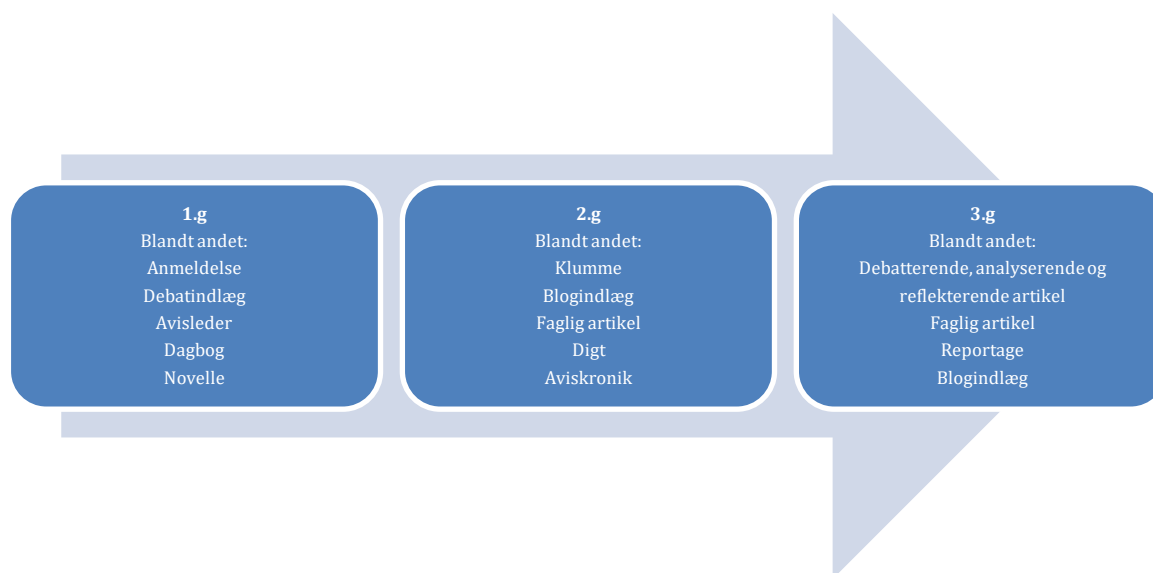 1.g
Blandt andet:
Anmeldelse
Debatindlæg
Avisleder
Dagbog
Novelle
2.g
Blandt andet:
Klumme
Blogindlæg
Faglig artikel
Digt
Aviskronik
3.g
Blandt andet:
Debatterende, analyserende og
reflekterende artikel
Faglig artikel
Reportage
Blogindlæg